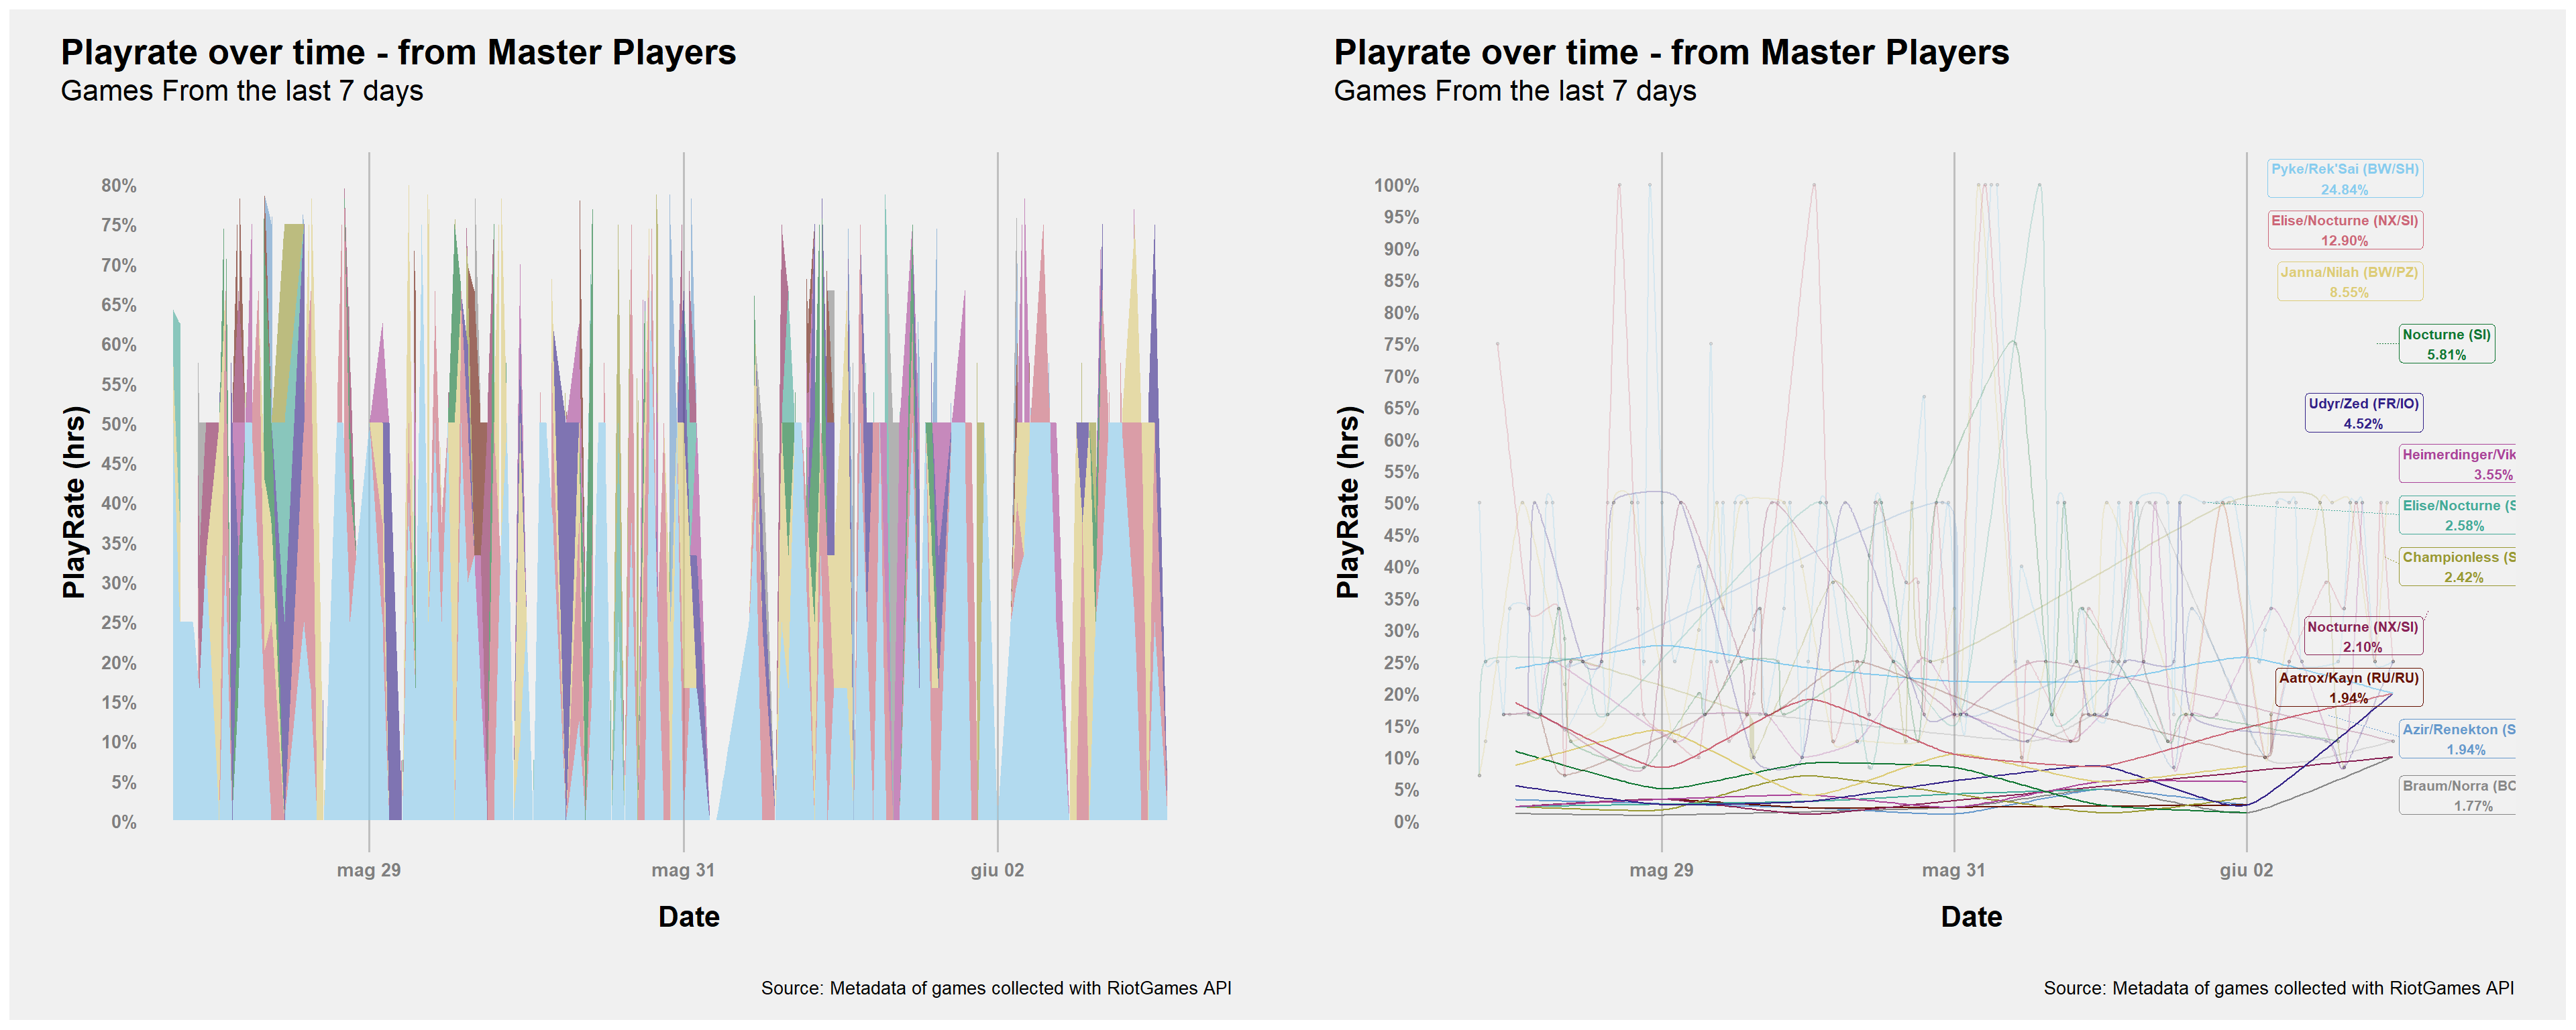 Playrate over time - from Master Players
Games From the last 7 days
80%
75%
70%
65%
60%
55%
50%
45%
40%
35%
30%
25%
20%
15%
10%
5%
0%
PlayRate (hrs)
mag 29
mag 31
giu 02
Date
Source: Metadata of games collected with RiotGames API
Playrate over time - from Master Players
Games From the last 7 days
100%
95%
90%
85%
80%
75%
70%
65%
60%
55%
50%
45%
40%
35%
30%
25%
20%
15%
10%
5%
0%
PlayRate (hrs)
Pyke/Rek'Sai (BW/SH)
24.84%
Elise/Nocturne (NX/SI)
12.90%
Janna/Nilah (BW/PZ)
8.55%
Nocturne (SI)
5.81%
Udyr/Zed (FR/IO)
4.52%
Heimerdinger/Vik
3.55%
Elise/Nocturne (S
2.58%
Championless (S
2.42%
Nocturne (NX/SI)
2.10%
Aatrox/Kayn (RU/RU)
1.94%
Azir/Renekton (S
1.94%
Braum/Norra (BC
1.77%
mag 29
mag 31
giu 02
Date
Source: Metadata of games collected with RiotGames API